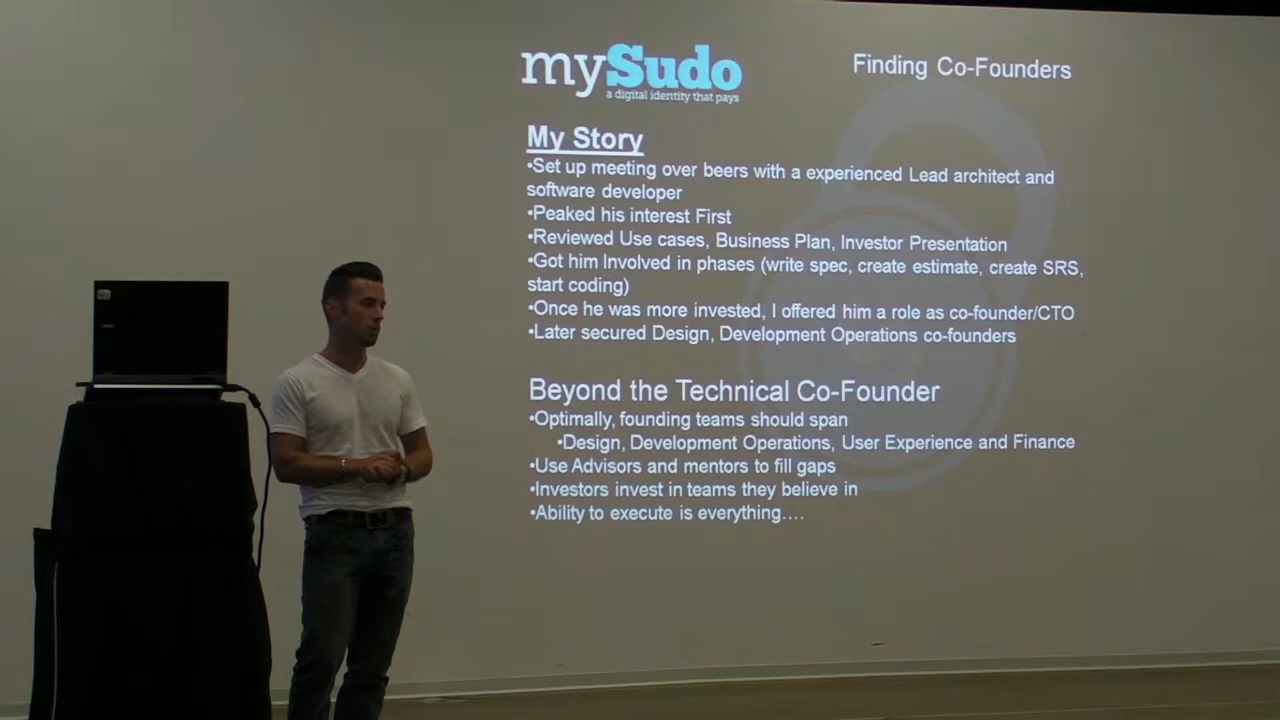 mySudo
a digital identity that pays
Finding Co-Founders
My Story
•Set up meeting over beers with a experienced Lead architect and
software developer
•Peaked his interest First
•Reviewed Use cases, Business Plan, Investor Presentation
•Got him Involved in phases (write spec, create estimate, create SRS,
start coding)
•Once he was more invested, I offered him a role as co-founder/CTO
•Later secured Design, Development Operations co-founders
Beyond the Technical Co-Founder
•Optimally, founding teams should span
•Design, Development Operations, User Experience and Finance
•Use Advisors and mentors to fill gaps
•Investors invest in teams they believe in
•Ability to execute is everything….